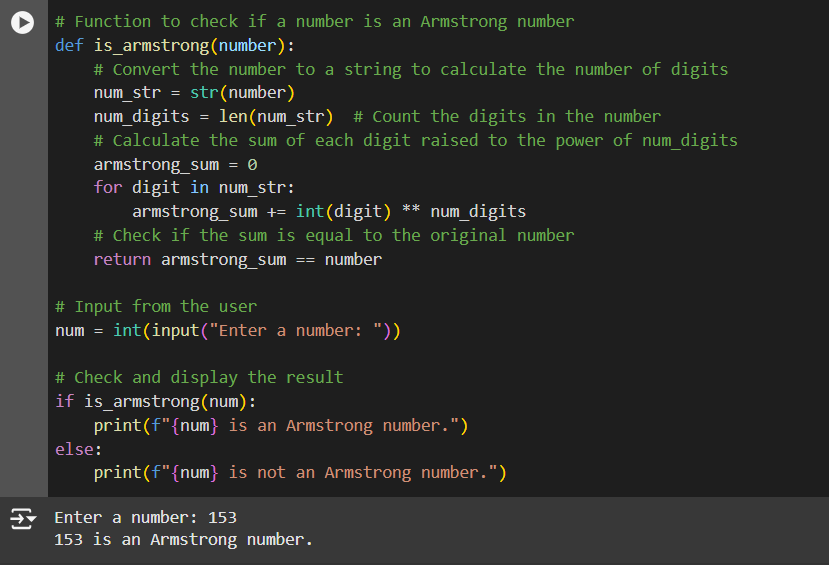 # Function to check if a number is an Armstrong number
def is_armstrong(number):
    # Convert the number to a string to calculate the number of digits
    num_str = str(number)
    num_digits = len(num_str)  # Count the digits in the number
    # Calculate the sum of each digit raised to the power of num_digits
    armstrong_sum = 0
    for digit in num_str:
        armstrong_sum += int(digit) ** num_digits
    # Check if the sum is equal to the original number
    return armstrong_sum == number

# Input from the user
num = int(input("Enter a number: "))

# Check and display the result
if is_armstrong(num):
    print(f"{num} is an Armstrong number.")
else:
    print(f"{num} is not an Armstrong number.")
Enter a number: 153
153 is an Armstrong number.